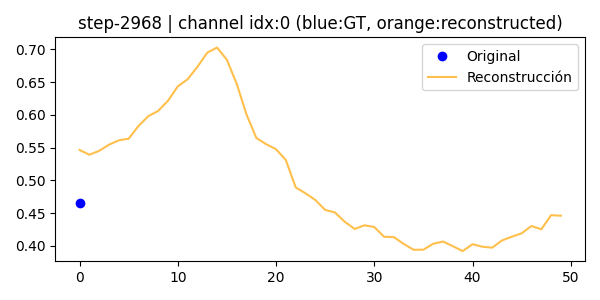 step-2968 | channel idx:0 (blue:GT, orange:reconstructed)
Original
Reconstrucción
0.70
0.65
0.60
0.55
0.50
0.45
0.40
0 10 20 30 40 50